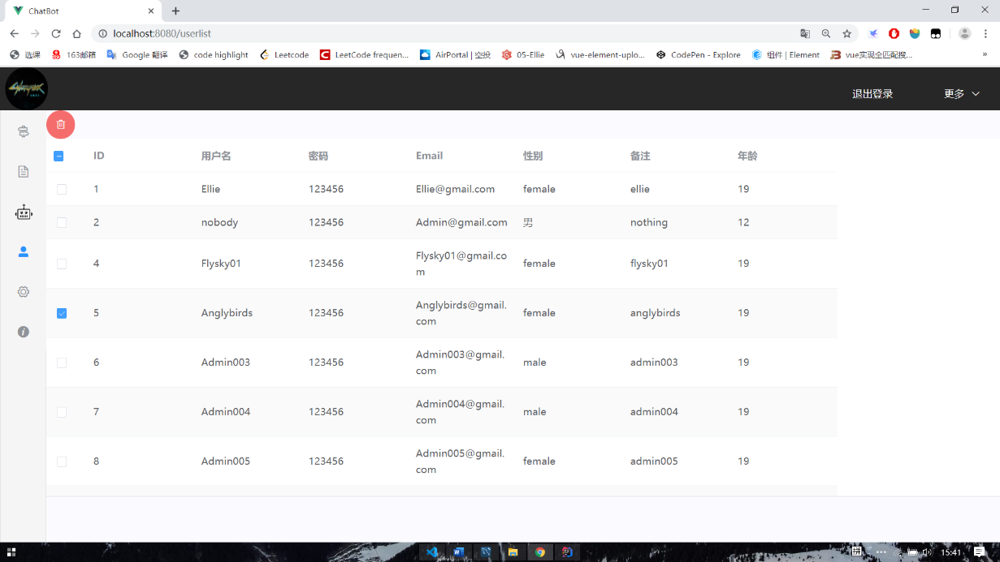 ChatBot
localhost:8080/userlist
选课
163邮箱
Google 翻译
code highlight
Leetcode
LeetCode frequen...
AirPortal | 空投
05-Ellie
vue-element-uplo...
CodePen - Explore
组件 | Element
vue实现全匹配搜...
»
退出登录
更多
ID 用户名 密码 Email 性别 备注 年龄
1 Ellie 123456 Ellie@gmail.com female ellie 19
2 nobody 123456 Admin@gmail.com 男 nothing 12
4 Flysky01 123456 Flysky01@gmail.co female flysky01 19
m
5 Anglybirds 123456 Anglybirds@gmail. female anglybirds 19
com
6 Admin003 123456 Admin003@gmail. male admin003 19
com
7 Admin004 123456 Admin004@gmail. male admin004 19
com
8 Admin005 123456 Admin005@gmail. female admin005 19
com
拼
15:41